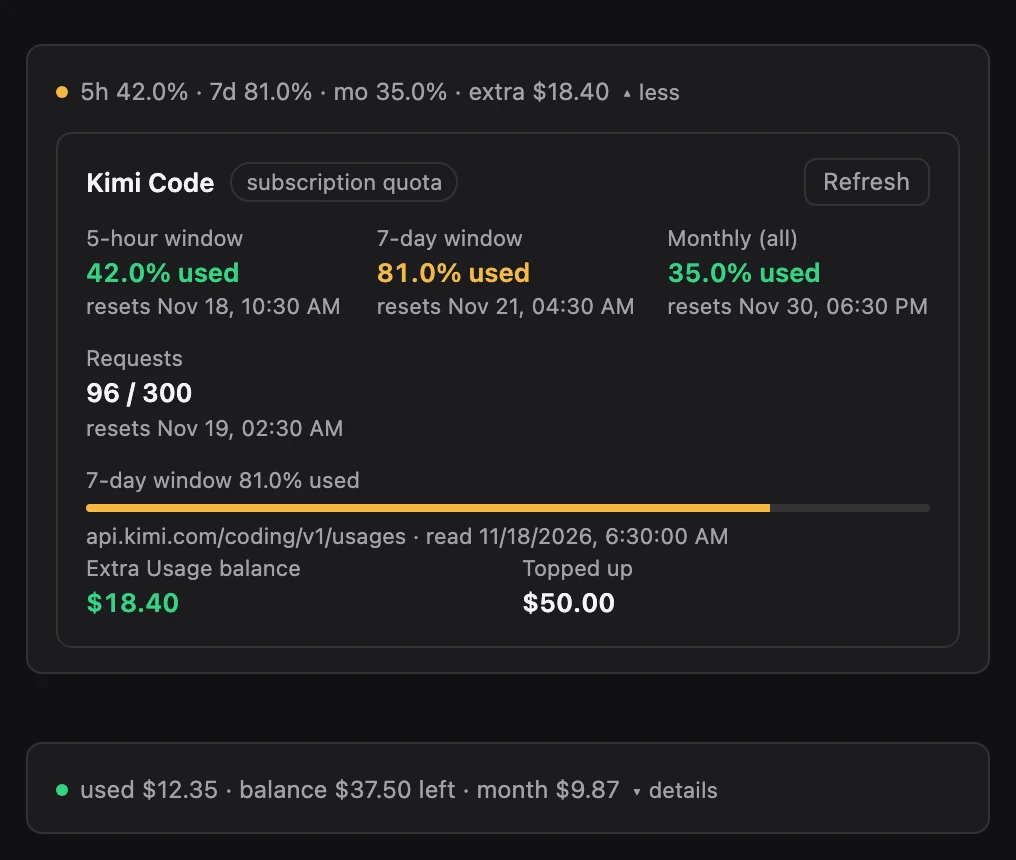 5h 42.0% · 7d 81.0% · mo 35.0% · extra $18.40 ▴ less
Kimi Code subscription quota Refresh
5-hour window 7-day window Monthly (all)
42.0% used 81.0% used 35.0% used
resets Nov 18, 10:30 AM resets Nov 21, 04:30 AM resets Nov 30, 06:30 PM
Requests
96 / 300
resets Nov 19, 02:30 AM
7-day window 81.0% used
api.kimi.com/coding/v1/usages · read 11/18/2026, 6:30:00 AM
Extra Usage balance Topped up
$18.40 $50.00
used $12.35 · balance $37.50 left · month $9.87 ▾ details